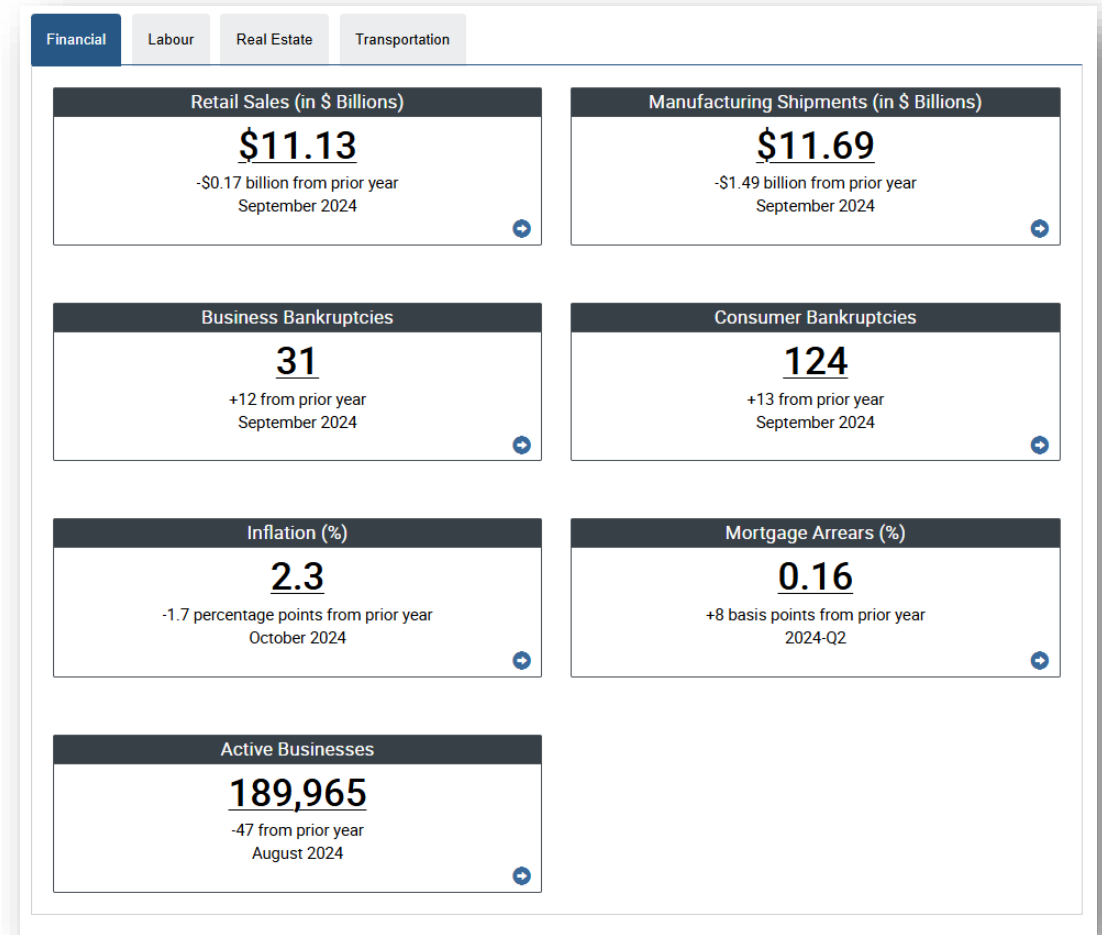 Financial
Labour
Real Estate
Transportation
Retail Sales (in $ Billions)
$11.13
-$0.17 billion from prior year
September 2024
Manufacturing Shipments (in $ Billions)
$11.69
-$1.49 billion from prior year
September 2024
Business Bankruptcies
31
+12 from prior year
September 2024
Consumer Bankruptcies
124
+13 from prior year
September 2024
Inflation (%)
2.3
-1.7 percentage points from prior year
October 2024
Mortgage Arrears (%)
0.16
+8 basis points from prior year
2024-Q2
Active Businesses
189,965
-47 from prior year
August 2024